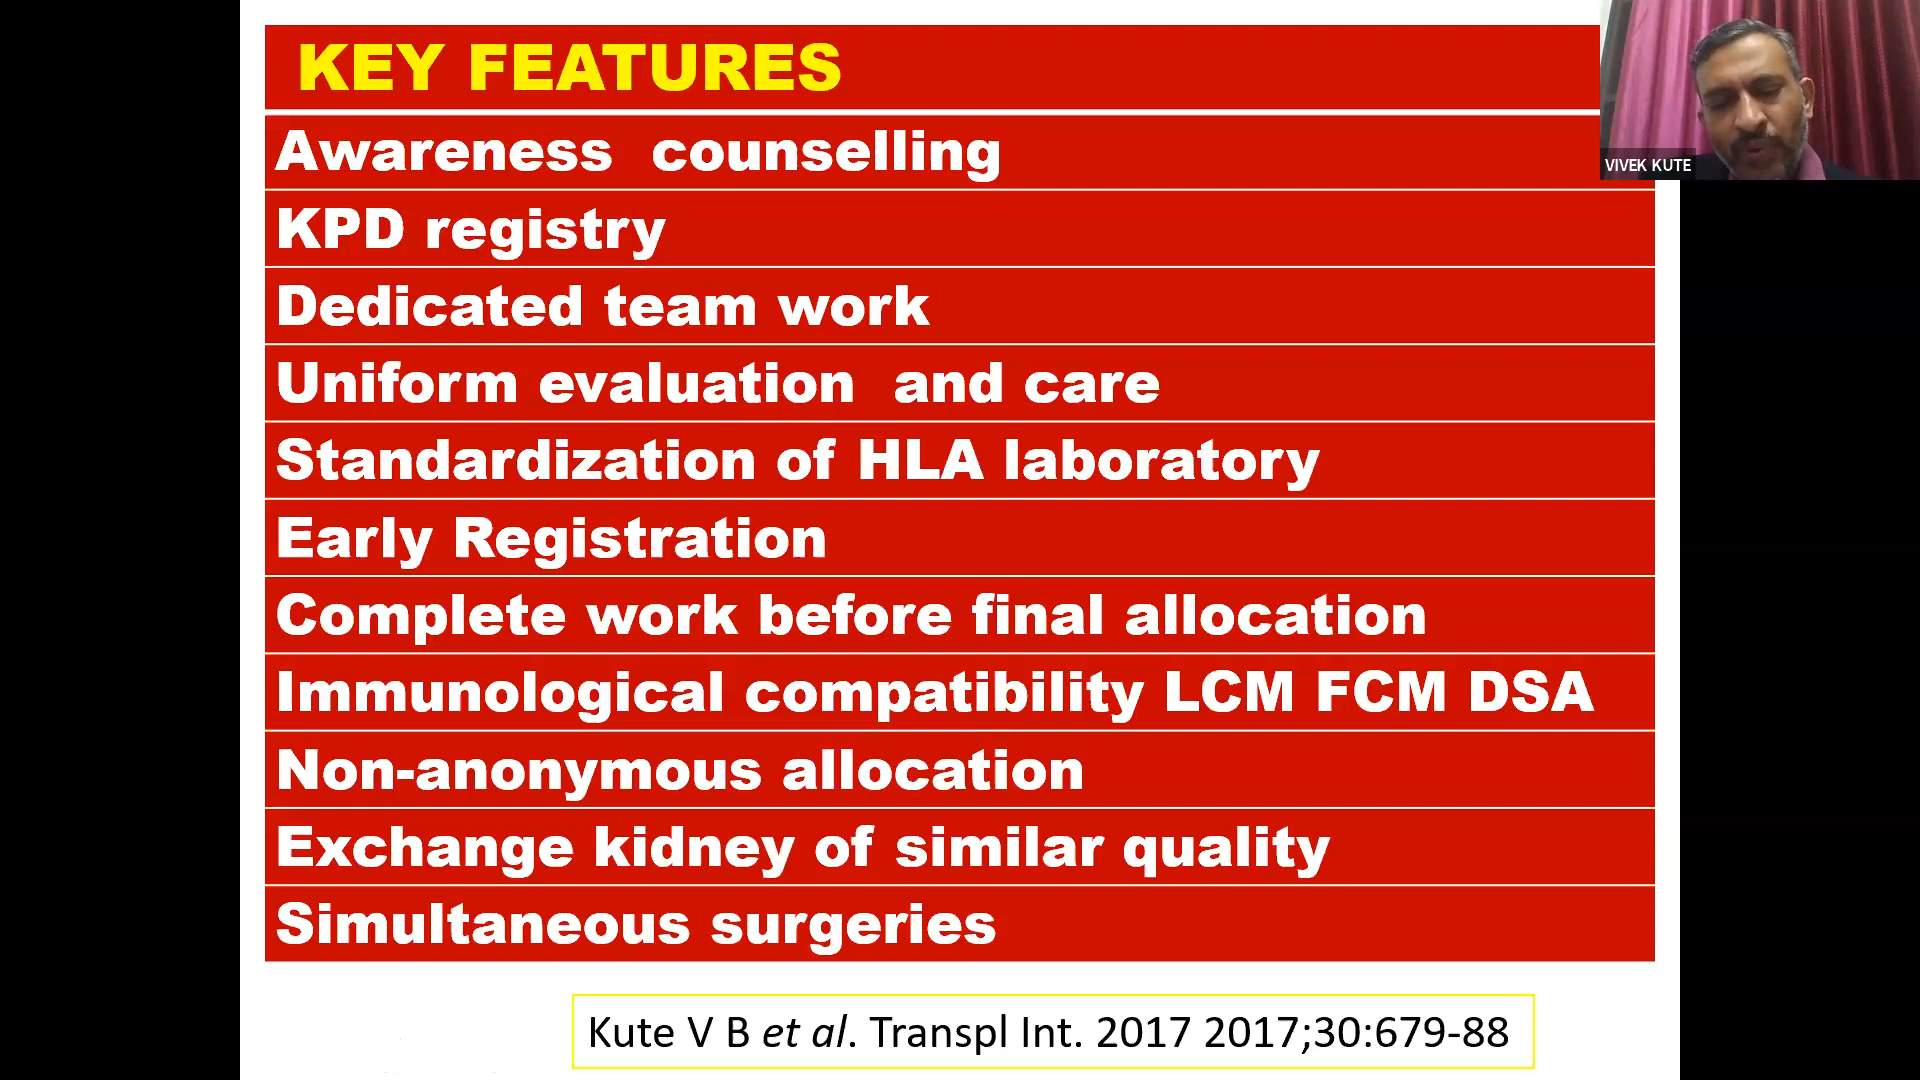 KEY FEATURES
Awareness counselling
KPD registry
Dedicated team work
Uniform evaluation and care
Standardization of HLA laboratory
Early Registration
Complete work before final allocation
Immunological compatibility LCM FCM DSA
Non-anonymous allocation
Exchange kidney of similar quality
Simultaneous surgeries
Kute V B et al. Transpl Int. 2017 2017;30:679-88
VIVEK KUTE